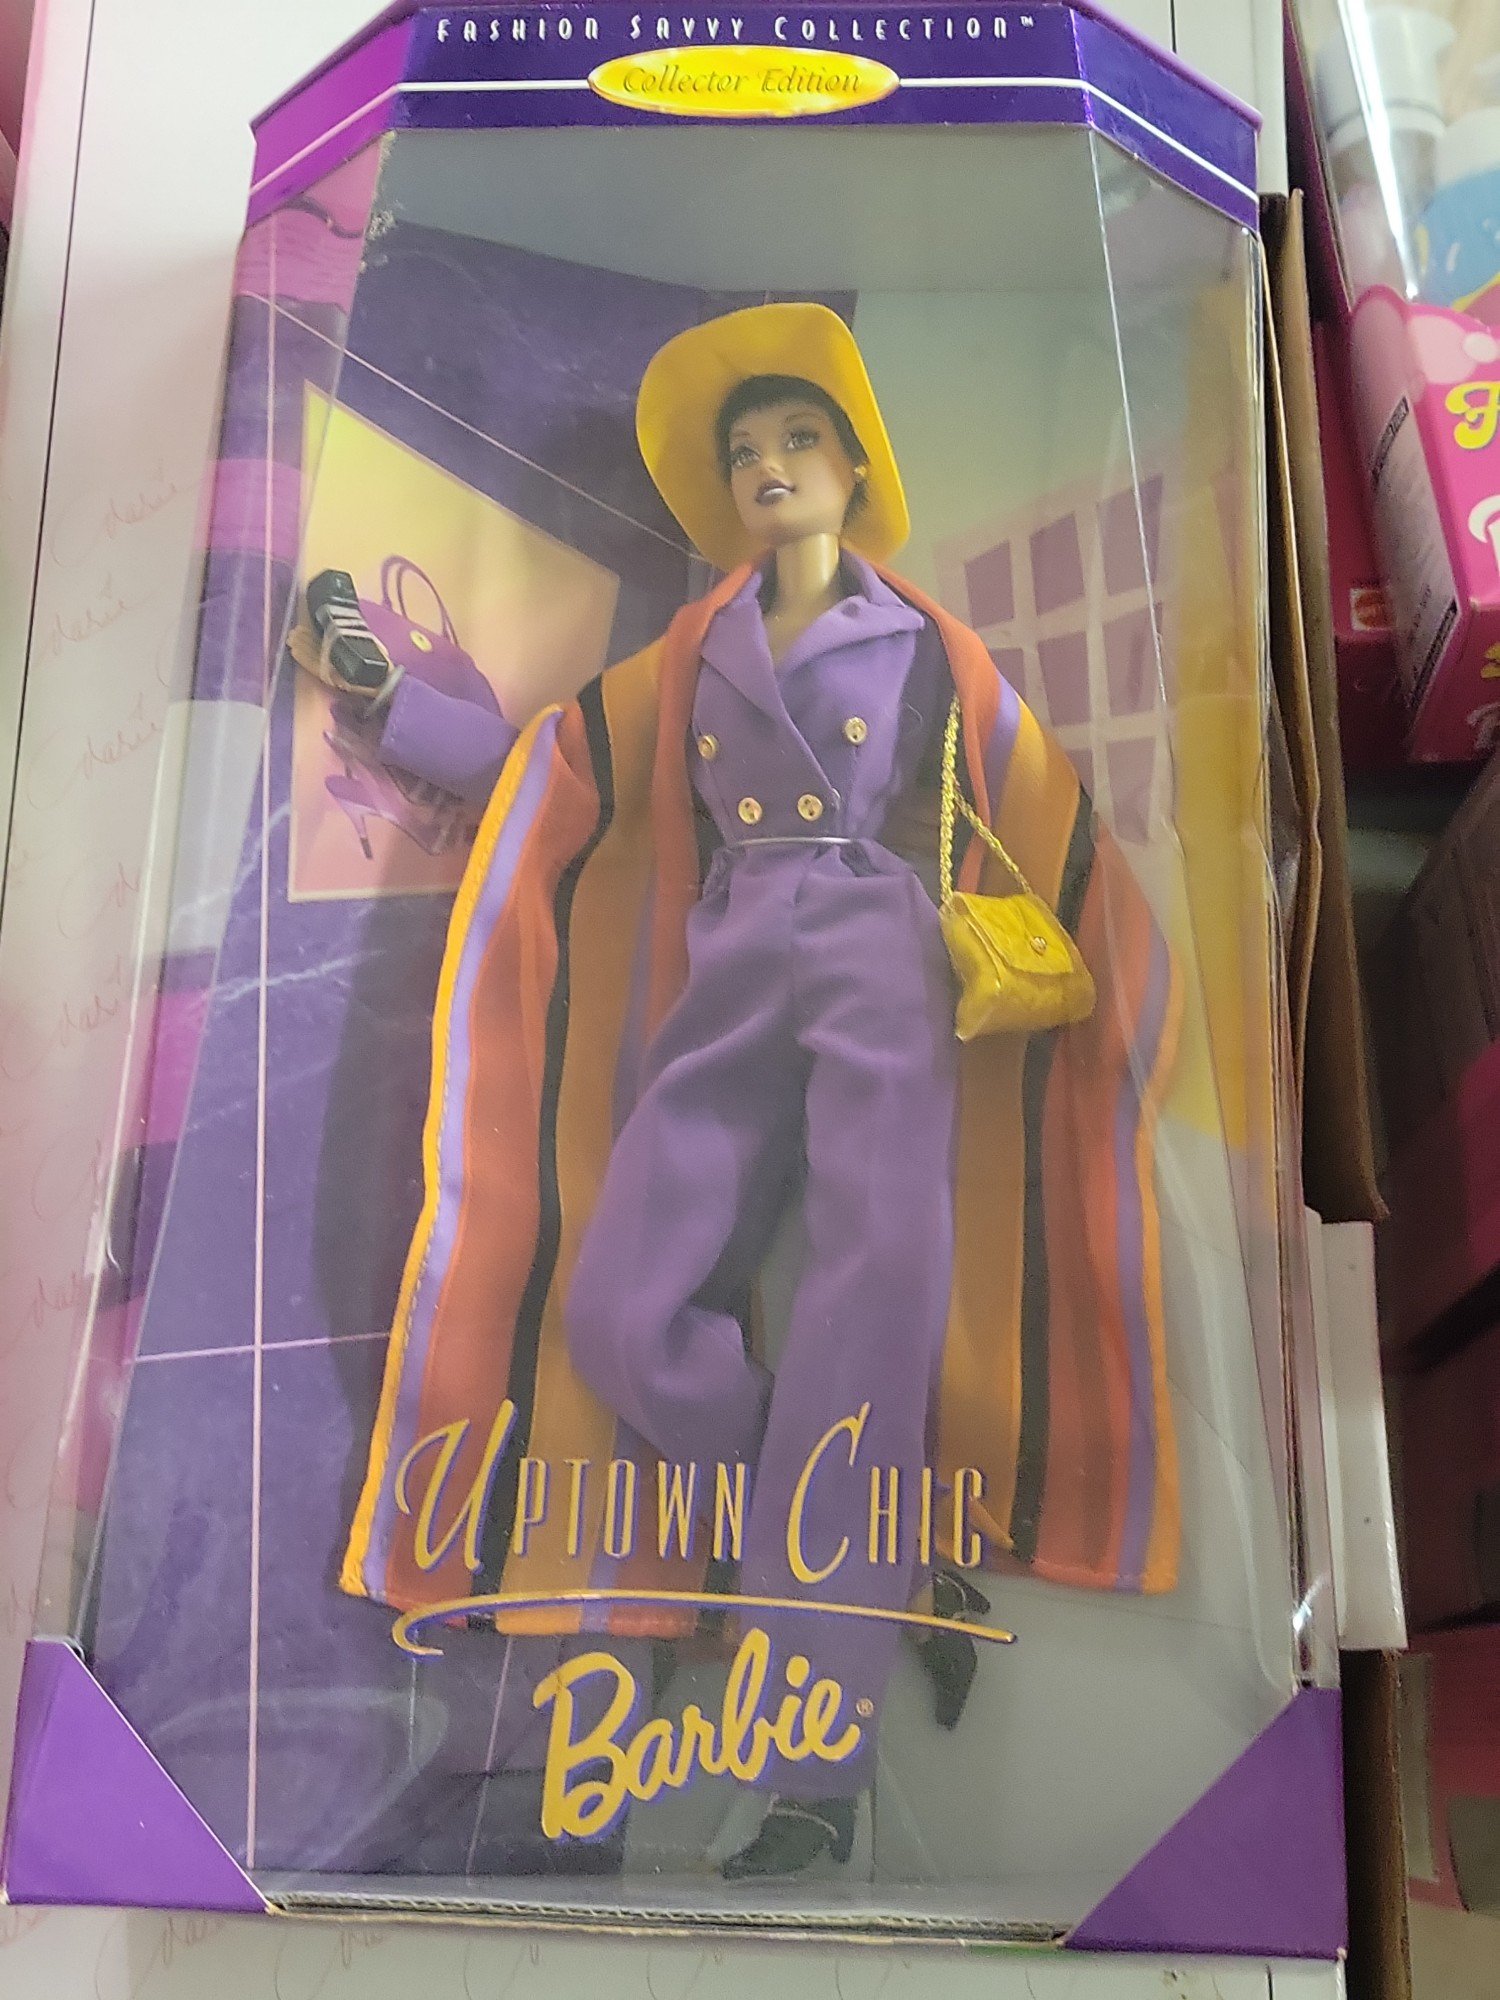 FASHION SAVVY COLLECTION™
Collector Edition
UPTOWN CHIC
Barbie®